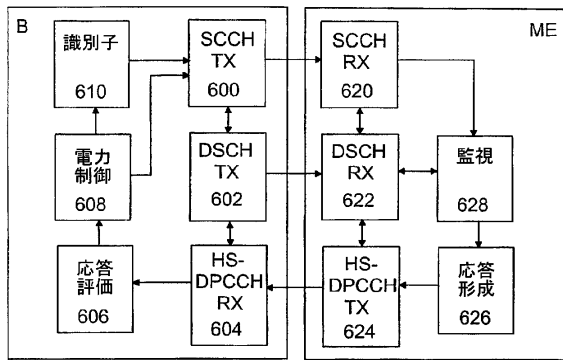 B
識別子
610
SCCH
TX
600
電力
制御
608
DSCH
TX
602
応答
評価
606
HS-
DPCCH
RX
604
ME
SCCH
RX
620
DSCH
RX
622
監視
628
HS-
DPCCH
TX
624
応答
形成
626